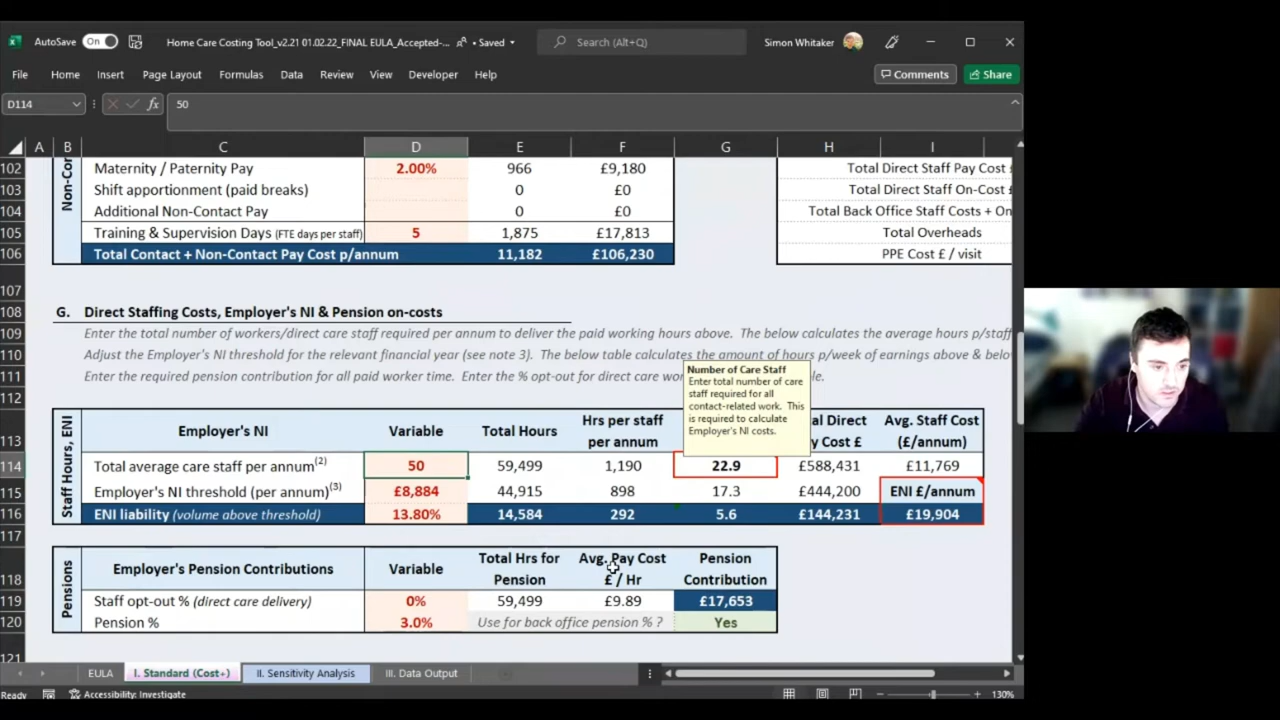 AutoSave On Home Care Costing Tool_v2.21 01.02.22_FINAL EULA_Accepted-... • Saved Search (Alt+Q) Simon Whitaker
File Home Insert Page Layout Formulas Data Review View Developer Help Comments Share
D114 fx 50
A B C D E F G H I
102 Maternity / Paternity Pay 2.00% 966 £9,180 Total Direct Staff Pay Cost £
103 Shift apportionment (paid breaks) 0 £0 Total Direct Staff On-Cost £
104 Additional Non-Contact Pay 0 £0 Total Back Office Staff Costs + On
105 Training & Supervision Days (FTE days per staff) 5 1,875 £17,813 Total Overheads
106 Total Contact + Non-Contact Pay Cost p/annum 11,182 £106,230 PPE Cost £ / visit
Non-Co
107
108 G. Direct Staffing Costs, Employer's NI & Pension on-costs
109 Enter the total number of workers/direct care staff required per annum to deliver the paid working hours above. The below calculates the average hours p/staff
110 Adjust the Employer's NI threshold for the relevant financial year (see note 3). The below table calculates the amount of hours p/week of earnings above & belo
111 Enter the required pension contribution for all paid worker time. Enter the % opt-out for direct care wo le.
112
Number of Care Staff
Enter total number of care
staff required for all
contact-related work. This
is required to calculate
Employer's NI costs.
Staff Hours, ENI
113 Employer's NI Variable Total Hours Hrs per staff per annum al Direct y Cost £ Avg. Staff Cost (£/annum)
114 Total average care staff per annum(2) 50 59,499 1,190 22.9 £588,431 £11,769
115 Employer's NI threshold (per annum)(3) £8,884 44,915 898 17.3 £444,200 ENI £/annum
116 ENI liability (volume above threshold) 13.80% 14,584 292 5.6 £144,231 £19,904
117
Pensions
118 Employer's Pension Contributions Variable Total Hrs for Pension Avg. Pay Cost £ / Hr Pension Contribution
119 Staff opt-out % (direct care delivery) 0% 59,499 £9.89 £17,653
120 Pension % 3.0% Use for back office pension % ? Yes
121
EULA I. Standard (Cost+) II. Sensitivity Analysis III. Data Output
Ready Accessibility: Investigate 130%